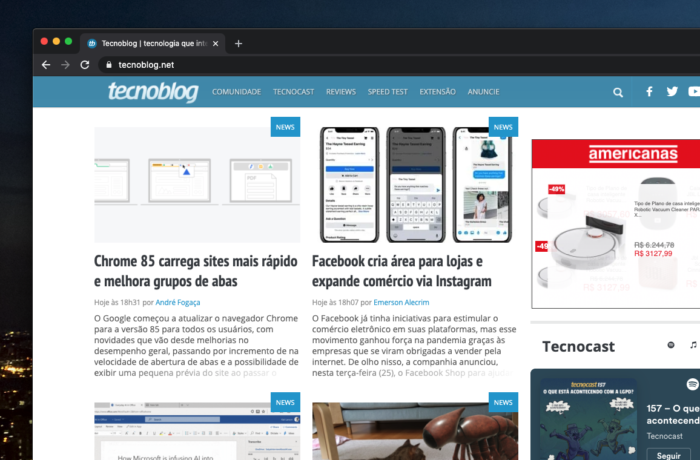 Tecnoblog | tecnologia que
tecnoblog.net
tecnoblog
COMUNIDADE TECNOCAST REVIEWS SPEED TEST EXTENSÃO ANUNCIE
NEWS
NEWS
PDF
americanas
-49%
Tipo de Plano de casa
Robotic Vacuum Cleaner
X...
R$ 6.244,78
R$ 3127,99
Chrome 85 carrega sites mais rápido
e melhora grupos de abas
Hoje às 18h31 por André Fogaça
O Google começou a atualizar o navegador Chrome
para a versão 85 para todos os usuários, com
novidades que vão desde melhorias no
desempenho geral, passando por incremento de na
velocidade de abertura de abas e a possibilidade de
exibir uma pequena prévia do site ao passar o
Facebook cria área para lojas e
expande comércio via Instagram
Hoje às 18h07 por Emerson Alecrim
O Facebook já tinha iniciativas para estimular o
comércio eletrônico em suas plataformas, mas esse
movimento ganhou força na pandemia graças às
empresas que se viram obrigadas a vender pela
internet. De olho nisso, a companhia anunciou,
nesta terça-feira (25), o Facebook Shop para
Tecnocast
tecnocast 157
O QUE ESTÁ ACONTECENDO COM A LGPD?
157 – O que
acontecend
Tecnocast
Seguir
NEWS
NEWS
How Microsoft is infusing AI into